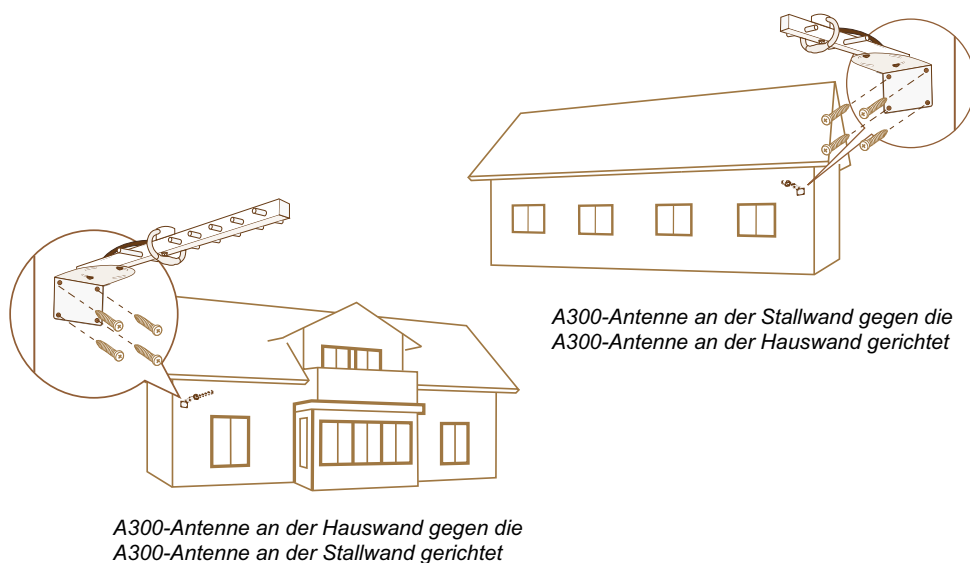 A300-Antenne an der Stallwand gegen die
A300-Antenne an der Hauswand gerichtet
A300-Antenne an der Hauswand gegen die
A300-Antenne an der Stallwand gerichtet